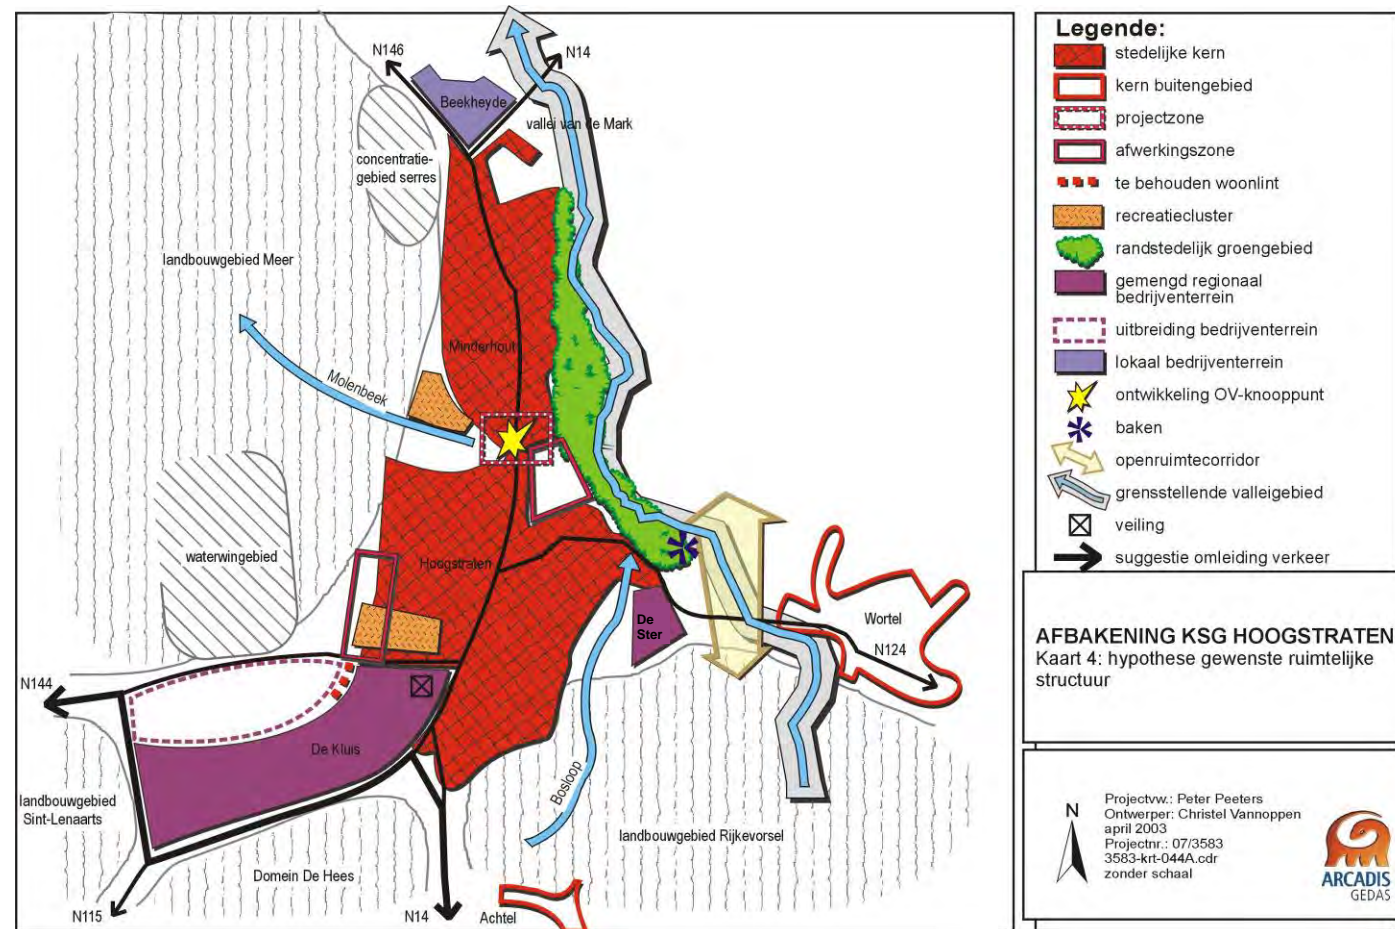 N146
N14
Beekheyde
vallei van de Mark
concentratie-
gebied serres
landbouwgebied Meer
Minderhout
Molenbeek
waterwingebied
Hoogstraten
De
Ster
Wortel
N124
N144
De Kluis
Bosloop
landbouwgebied
Sint-Lenaarts
landbouwgebied Rijkevorsel
Domein De Hees
N115
N14
Achtel
Legende:
stedelijke kern
kern buitengebied
projectzone
afwerkingszone
te behouden woonlint
recreatiecluster
randstedelijk groengebied
gemengd regionaal
bedrijventerrein
uitbreiding bedrijventerrein
lokaal bedrijventerrein
ontwikkeling OV-knooppunt
baken
openruimtecorridor
grensstellende valleigebied
veiling
suggestie omleiding verkeer
AFBAKENING KSG HOOGSTRATEN
Kaart 4: hypothese gewenste ruimtelijke
structuur
N
Projectvw.: Peter Peeters
Ontwerper: Christel Vannoppen
april 2003
Projectnr.: 07/3583
3583-krt-044A.cdr
zonder schaal
ARCADIS
GEDAS